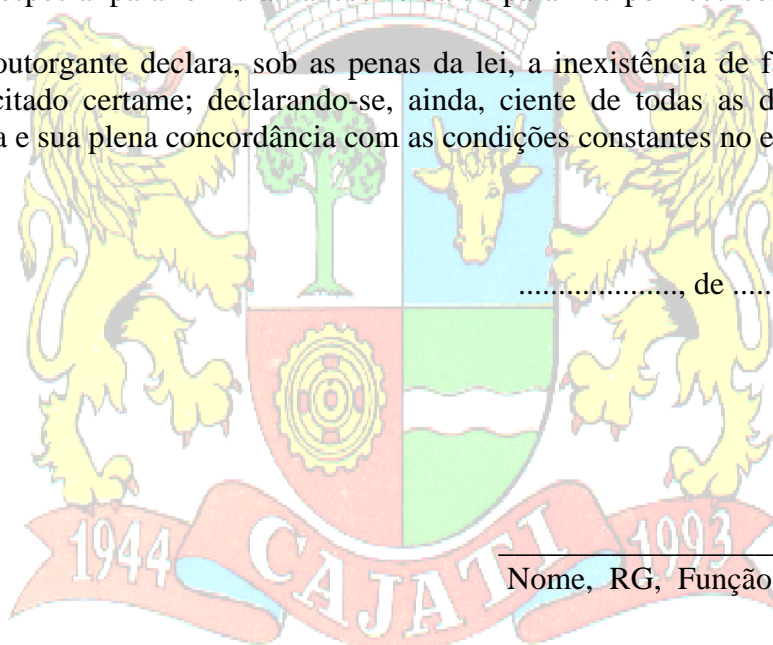 outorgante declara, sob as penas da lei, a inexistência de
citado certame; declarando-se, ainda, ciente de todas as
e sua plena concordância com as condições constantes no
...................., de ......
1944 CAJATI 1093
Nome, RG, Função